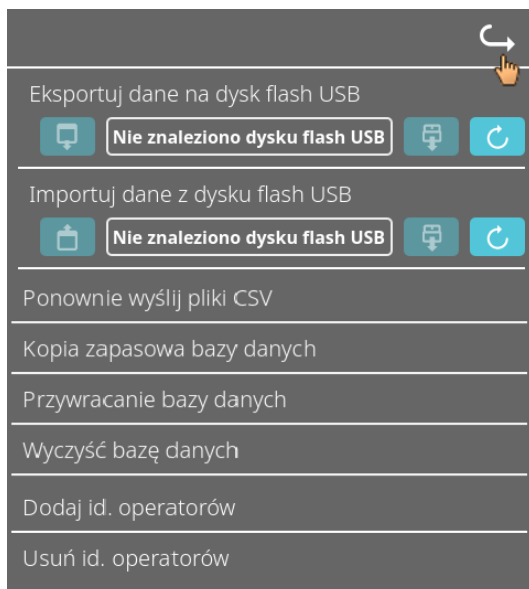 Eksportuj dane na dysk flash USB
Nie znaleziono dysku flash USB
Importuj dane z dysku flash USB
Nie znaleziono dysku flash USB
Ponownie wyślij pliki CSV
Kopia zapasowa bazy danych
Przywracanie bazy danych
Wyczyść bazę danych
Dodaj id. operatorów
Usuń id. operatorów